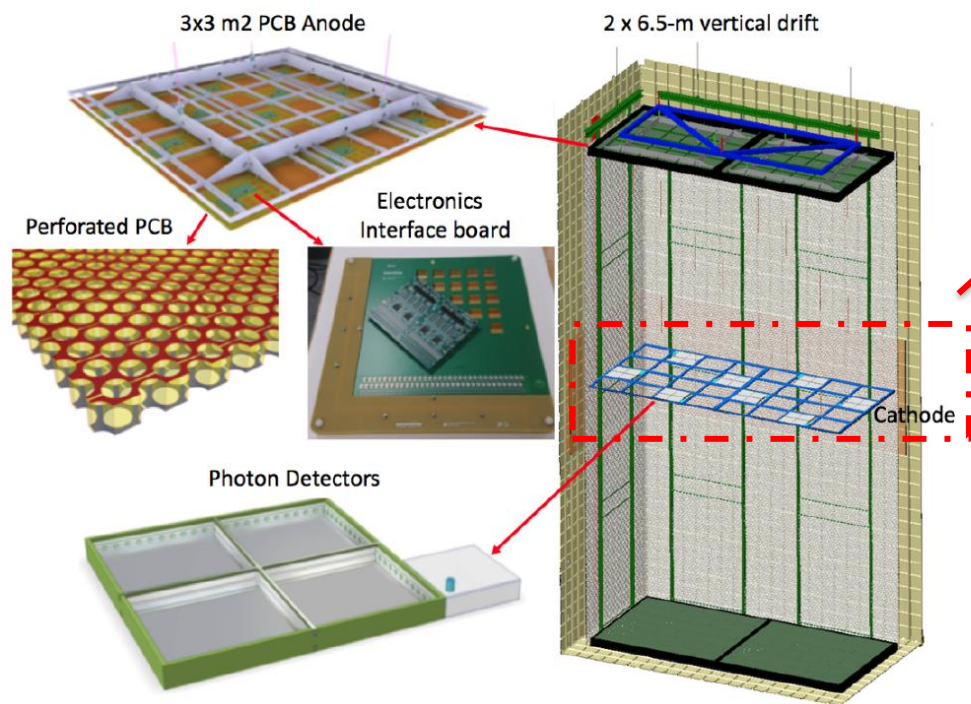 3x3 m2 PCB Anode
2 x 6.5-m vertical drift
Perforated PCB
Electronics
Interface board
Cathode
Photon Detectors